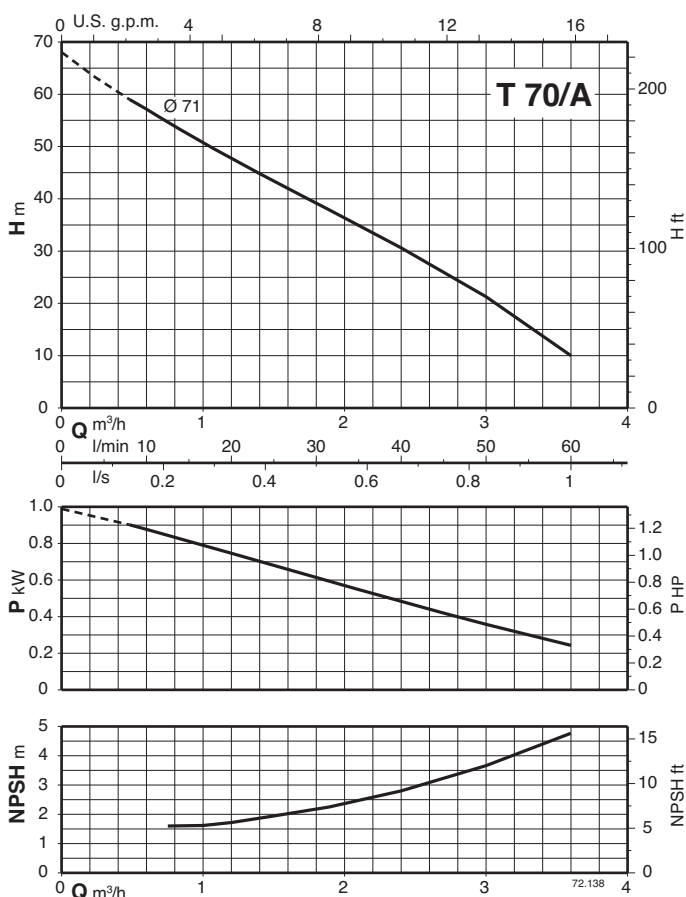 0 U.S. g.p.m. 4 8 12 16
70
60
50
40
30
20
10
0
H m
Ø 71
T 70/A
200
100
0
H ft
0 Q m³/h 1 2 3 4
0 l/min 10 20 30 40 50 60
0 l/s 0.2 0.4 0.6 0.8 1
1.0
0.8
0.6
0.4
0.2
0
P kW
1.2
1.0
0.8
0.6
0.4
0.2
0
P HP
5
4
3
2
1
0
NPSH m
15
10
5
0
NPSH ft
72.138
0 Q m³/h 1 2 3 4